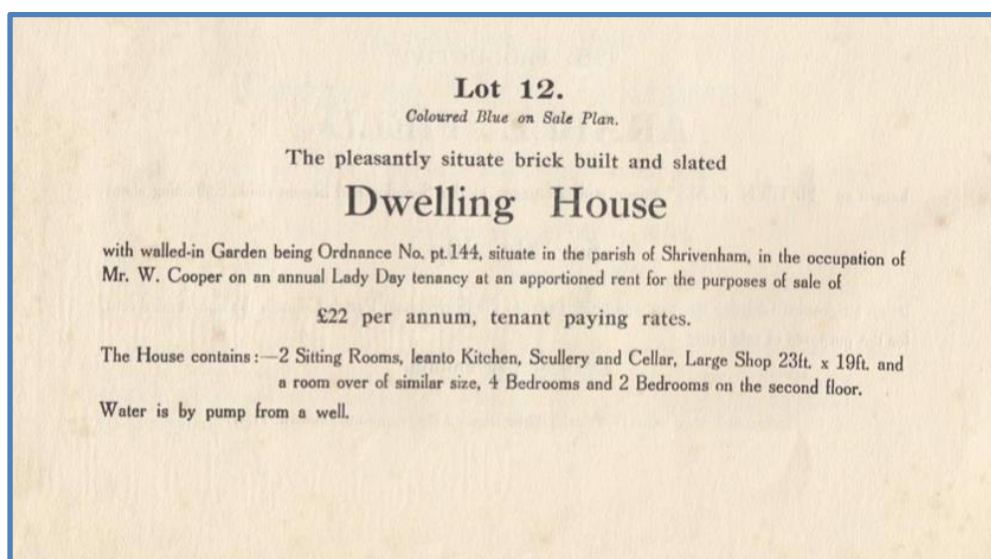 Lot 12.
Coloured Blue on Sale Plan.
The pleasantly situate brick built and slated
Dwelling House
with walled-in Garden being Ordnance No. pt.144, situate in the parish of Shrivenham, in the occupation of
Mr. W. Cooper on an annual Lady Day tenancy at an apportioned rent for the purposes of sale of
£22 per annum, tenant paying rates.
The House contains:—2 Sitting Rooms, leanto Kitchen, Scullery and Cellar, Large Shop 23ft. x 19ft. and
a room over of similar size, 4 Bedrooms and 2 Bedrooms on the second floor.
Water is by pump from a well.